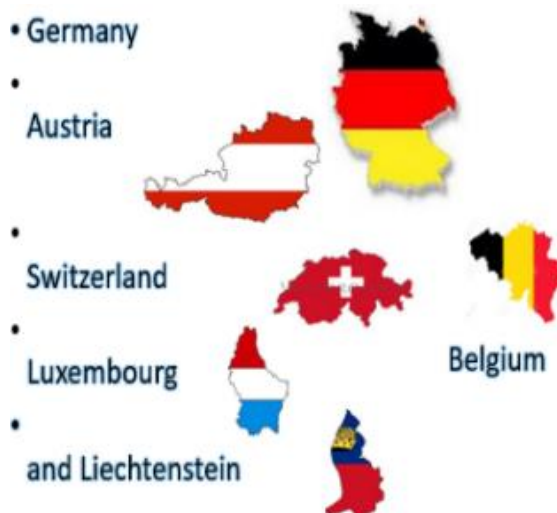 • Germany
•
Austria
•
Switzerland
•
Luxembourg
Belgium
•
and Liechtenstein